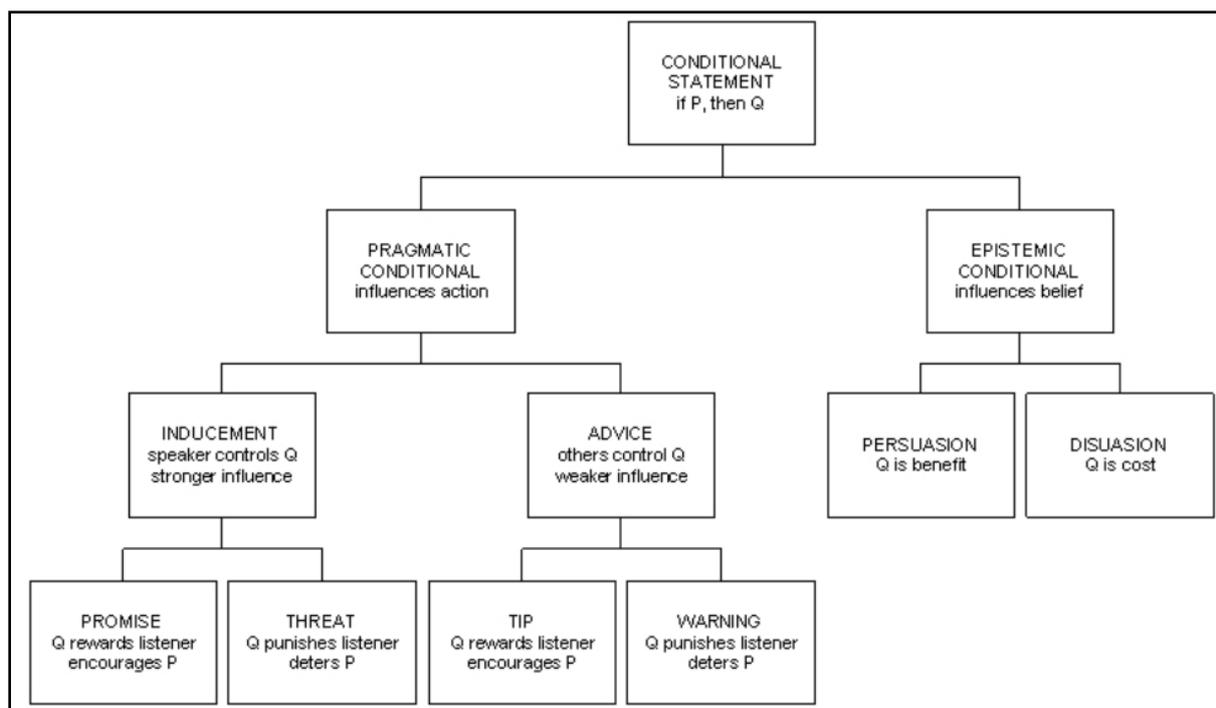 CONDITIONAL
STATEMENT
if P, then Q
PRAGMATIC
CONDITIONAL
influences action
EPISTEMIC
CONDITIONAL
influences belief
INDUCEMENT
speaker controls Q
stronger influence
ADVICE
others control Q
weaker influence
PERSUASION
Q is benefit
DISUASION
Q is cost
PROMISE
Q rewards listener
encourages P
THREAT
Q punishes listener
deters P
TIP
Q rewards listener
encourages P
WARNING
Q punishes listener
deters P